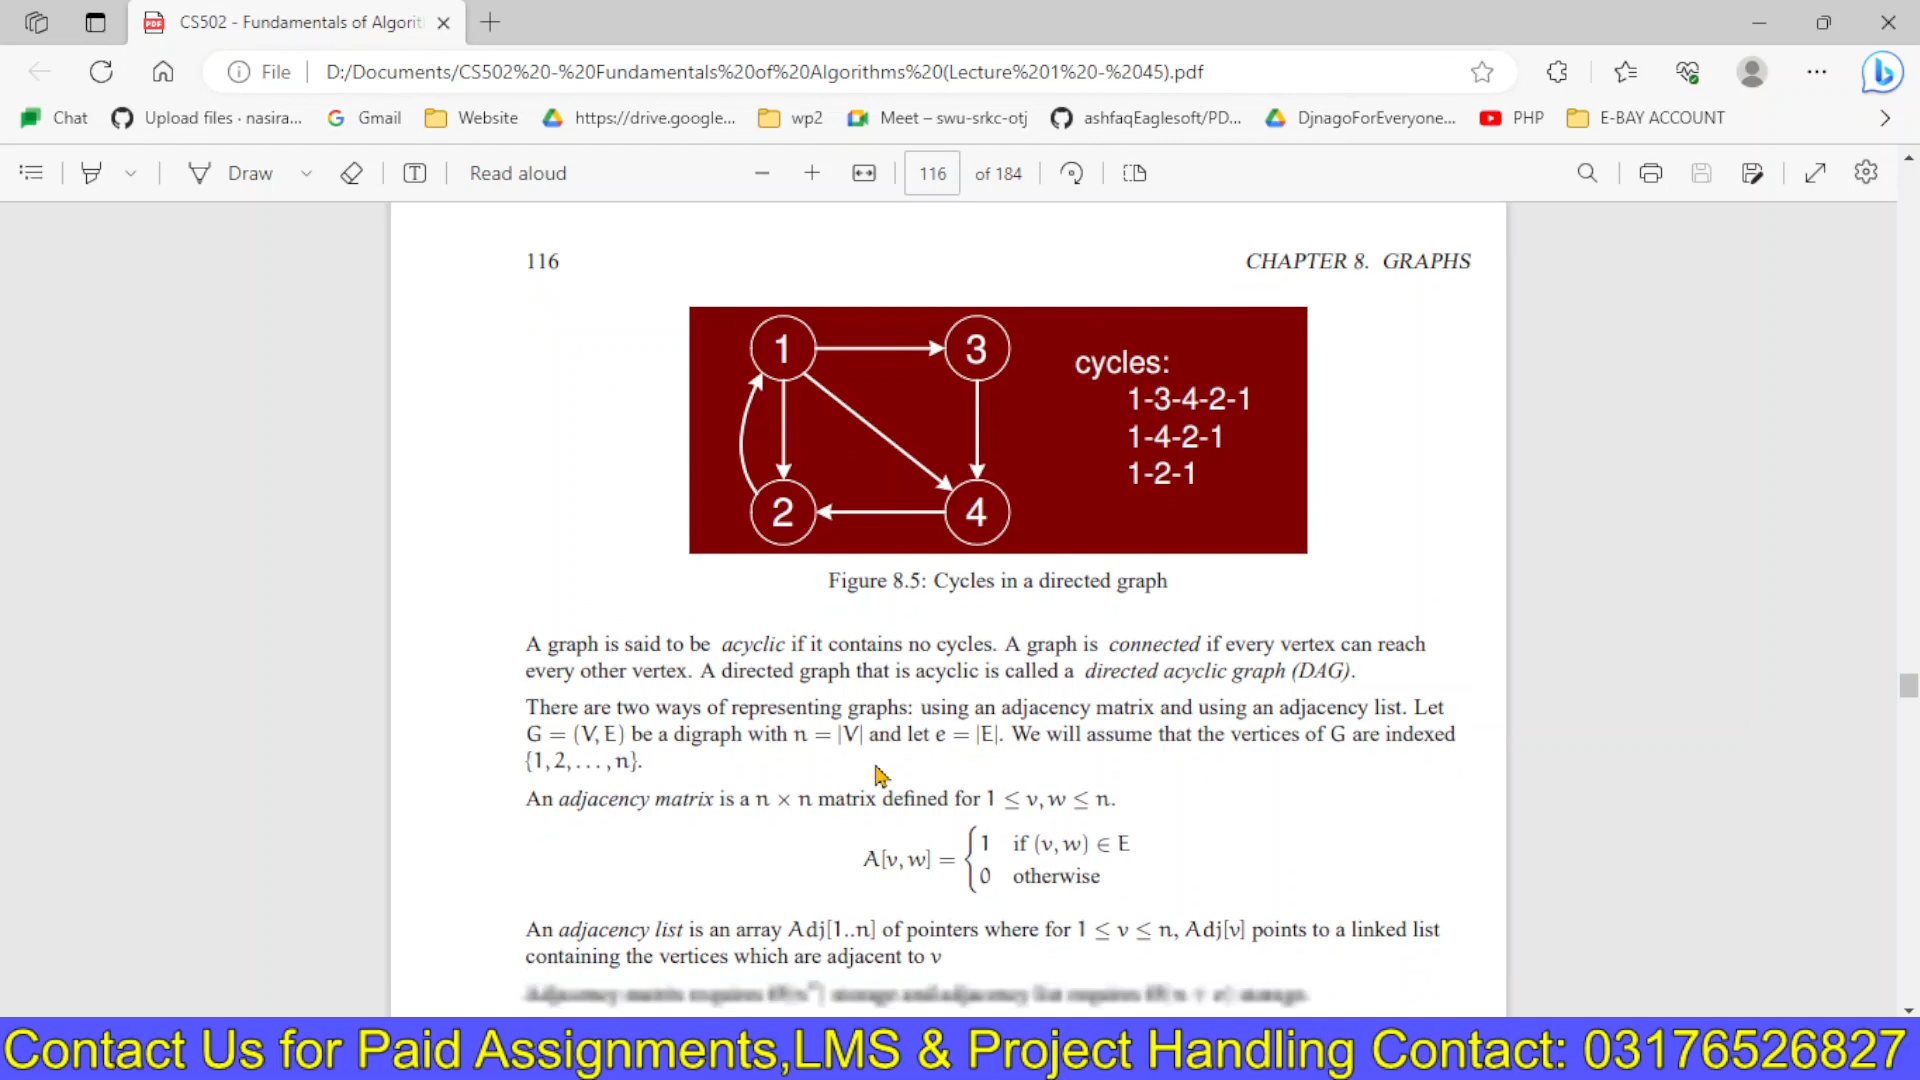 CS502 - Fundamentals of Algorit
File
D:/Documents/CS502%20-%20Fundamentals%20of%20Algorithms%20(Lecture%201%20-%2045).pdf
Chat
Upload files · nasira...
Gmail
Website
https://drive.google...
wp2
Meet – swu-srkc-otj
ashfaqEaglesoft/PD...
DjnagoForEveryone...
PHP
E-BAY ACCOUNT
Draw
Read aloud
116 of 184
116
CHAPTER 8. GRAPHS
1
3
2
4
cycles:
1-3-4-2-1
1-4-2-1
1-2-1
Figure 8.5: Cycles in a directed graph
A graph is said to be acyclic if it contains no cycles. A graph is connected if every vertex can reach
every other vertex. A directed graph that is acyclic is called a directed acyclic graph (DAG).
There are two ways of representing graphs: using an adjacency matrix and using an adjacency list. Let
G = (V, E) be a digraph with n = |V| and let e = |E|. We will assume that the vertices of G are indexed
{1, 2, . . . , n}.
An adjacency matrix is a n × n matrix defined for 1 ≤ v, w ≤ n.
A[v, w] = { 1 if (v, w) ∈ E
0 otherwise
An adjacency list is an array Adj[1..n] of pointers where for 1 ≤ v ≤ n, Adj[v] points to a linked list
containing the vertices which are adjacent to v
Contact Us for Paid Assignments,LMS & Project Handling Contact: 03176526827